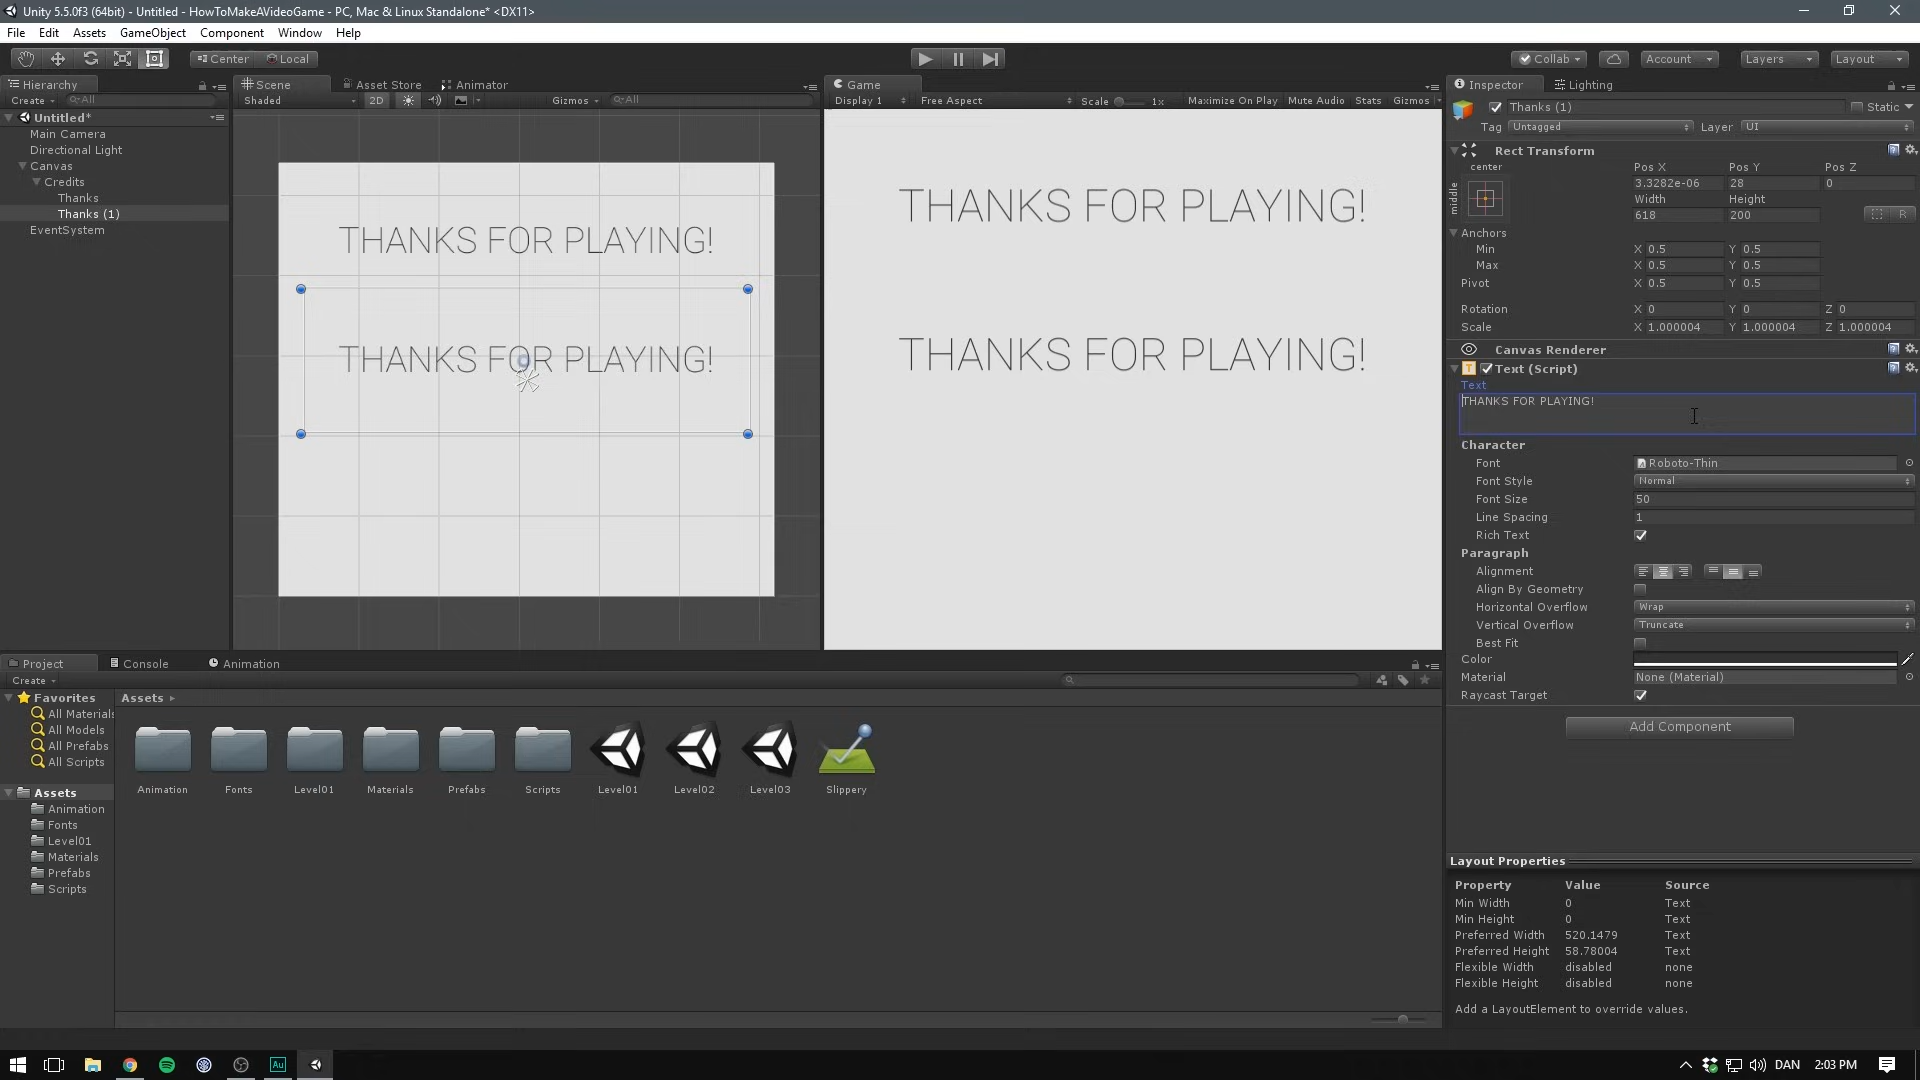 Unity 5.5.0f3 (64bit) - Untitled - HowToMakeAVideoGame - PC, Mac & Linux Standalone* <DX11>
File Edit Assets GameObject Component Window Help
Center Local Collab Account Layers Layout
Hierarchy
Create All
Untitled*
Main Camera
Directional Light
Canvas
Credits
Thanks
Thanks (1)
EventSystem
Scene Asset Store Animator
Shaded 2D Gizmos All
THANKS FOR PLAYING!
THANKS FOR PLAYING!
Game
Display 1 Free Aspect Scale 1x Maximize On Play Mute Audio Stats Gizmos
THANKS FOR PLAYING!
THANKS FOR PLAYING!
Inspector Lighting
Thanks (1) Static
Tag Untagged Layer UI
Rect Transform
center
middle
Pos X Pos Y Pos Z
3.3282e-06 28 0
Width Height
618 200
R
Anchors
Min X 0.5 Y 0.5
Max X 0.5 Y 0.5
Pivot X 0.5 Y 0.5
Rotation X 0 Y 0 Z 0
Scale X 1.000004 Y 1.000004 Z 1.000004
Canvas Renderer
Text (Script)
Text
THANKS FOR PLAYING!
Character
Font Roboto-Thin
Font Style Normal
Font Size 50
Line Spacing 1
Rich Text
Paragraph
Alignment
Align By Geometry
Horizontal Overflow Wrap
Vertical Overflow Truncate
Best Fit
Color
Material None (Material)
Raycast Target
Add Component
Layout Properties
Property Value Source
Min Width 0 Text
Min Height 0 Text
Preferred Width 520.1479 Text
Preferred Height 58.78004 Text
Flexible Width disabled none
Flexible Height disabled none
Add a LayoutElement to override values.
Project Console Animation
Create
Favorites
All Materials
All Models
All Prefabs
All Scripts
Assets
Animation
Fonts
Level01
Materials
Prefabs
Scripts
Assets
Animation Fonts Level01 Materials Prefabs Scripts Level01 Level02 Level03 Slippery
Au
DAN 2:03 PM